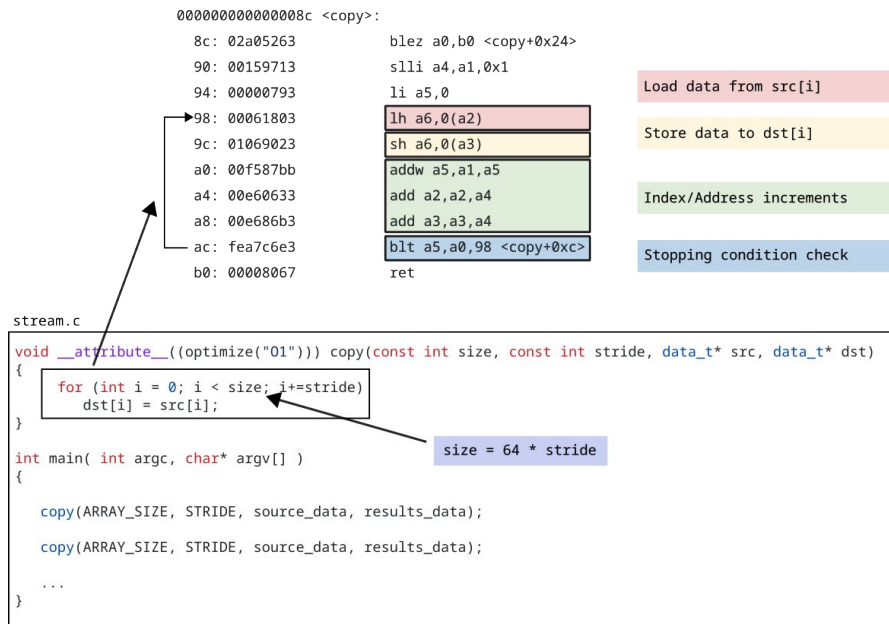 000000000000008c <copy>:
8c: 02a05263 blez a0,b0 <copy+0x24>
90: 00159713 slli a4,a1,0x1
94: 00000793 li a5,0
98: 00061803 lh a6,0(a2)
9c: 01069023 sh a6,0(a3)
a0: 00f587bb addw a5,a1,a5
a4: 00e60633 add a2,a2,a4
a8: 00e686b3 add a3,a3,a4
ac: fea7c6e3 blt a5,a0,98 <copy+0xc>
b0: 00008067 ret
Load data from src[i]
Store data to dst[i]
Index/Address increments
Stopping condition check
stream.c
void __attribute__((optimize("O1"))) copy(const int size, const int stride, data_t* src, data_t* dst)
{
for (int i = 0; i < size; i+=stride)
dst[i] = src[i];
}
size = 64 * stride
int main( int argc, char* argv[] )
{
copy(ARRAY_SIZE, STRIDE, source_data, results_data);
copy(ARRAY_SIZE, STRIDE, source_data, results_data);
...
}